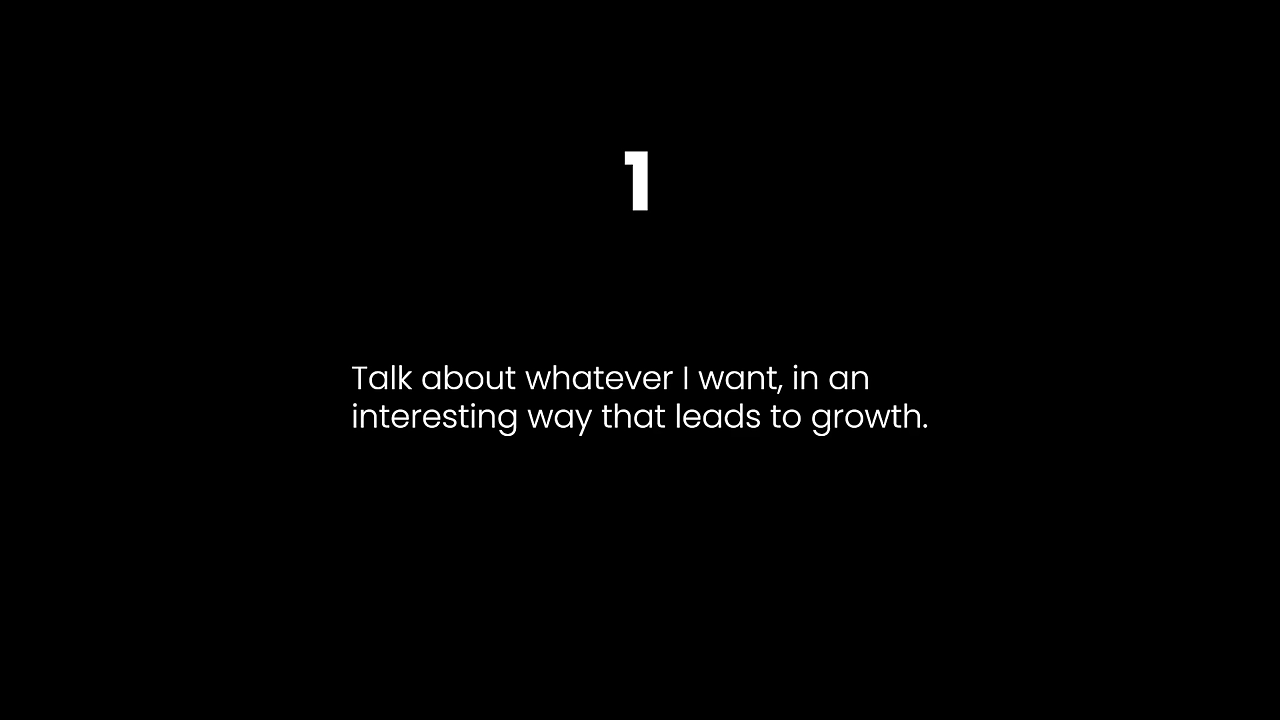 1
Talk about whatever I want, in an
interesting way that leads to growth.